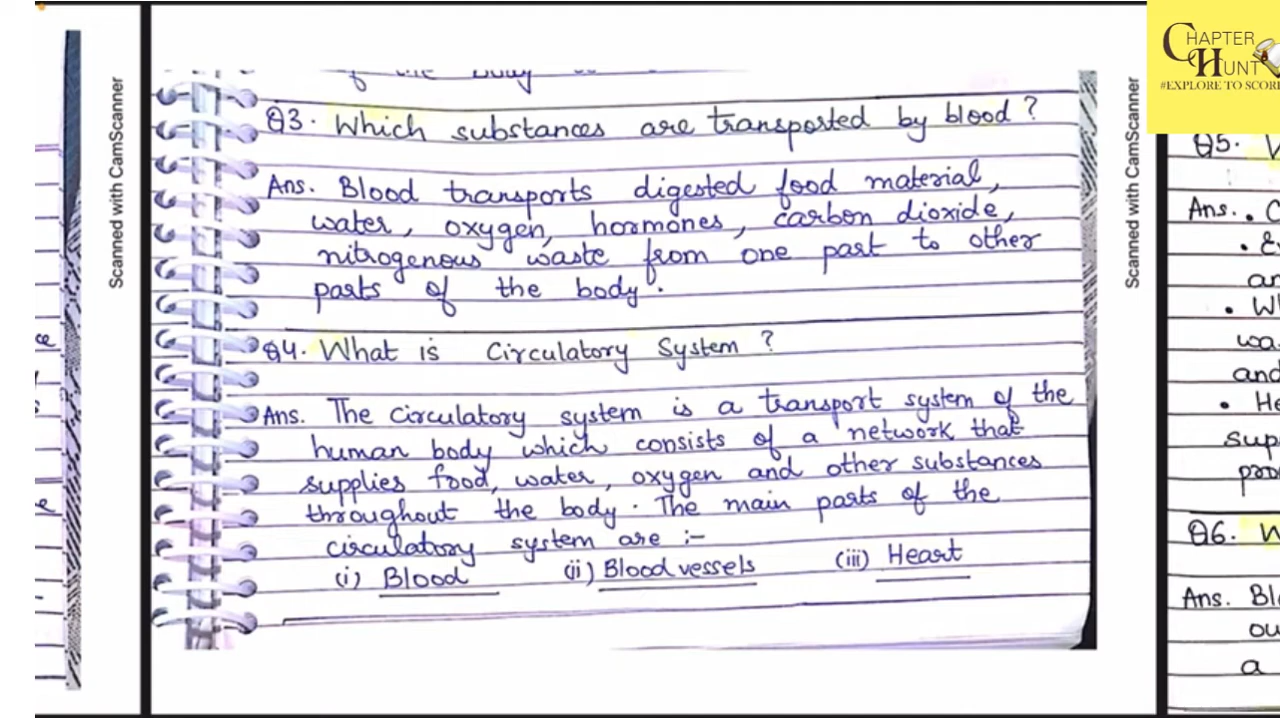 of the body
Q3. Which substances are transported by blood ?
Ans. Blood transports digested food material,
water, oxygen, hormones, carbon dioxide,
nitrogenous waste from one part to other
parts of the body.
Q4. What is Circulatory System ?
Ans. The circulatory system is a transport system of the
human body which consists of a network that
supplies food, water, oxygen and other substances
throughout the body. The main parts of the
circulatory system are :-
(i) Blood (ii) Blood vessels (iii) Heart
Scanned with CamScanner
Scanned with CamScanner
CHAPTER
HUNT
#EXPLORE TO SCORE
Q5.
Ans.
and
Q6.
Ans.
a